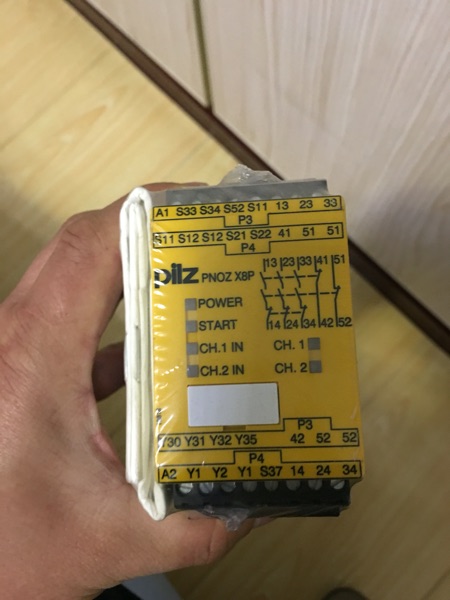 A1 S33 S34 S52 S11 13 23 33
P3
S11 S12 S12 S21 S22 41 51 51
P4
pilz PNOZ X8P
13 23 33 41 51
14 24 34 42 52
POWER
START
CH.1 IN CH. 1
CH.2 IN CH. 2
P3
Y30 Y31 Y32 Y35 42 52 52
P4
A2 Y1 Y2 Y1 S37 14 24 34